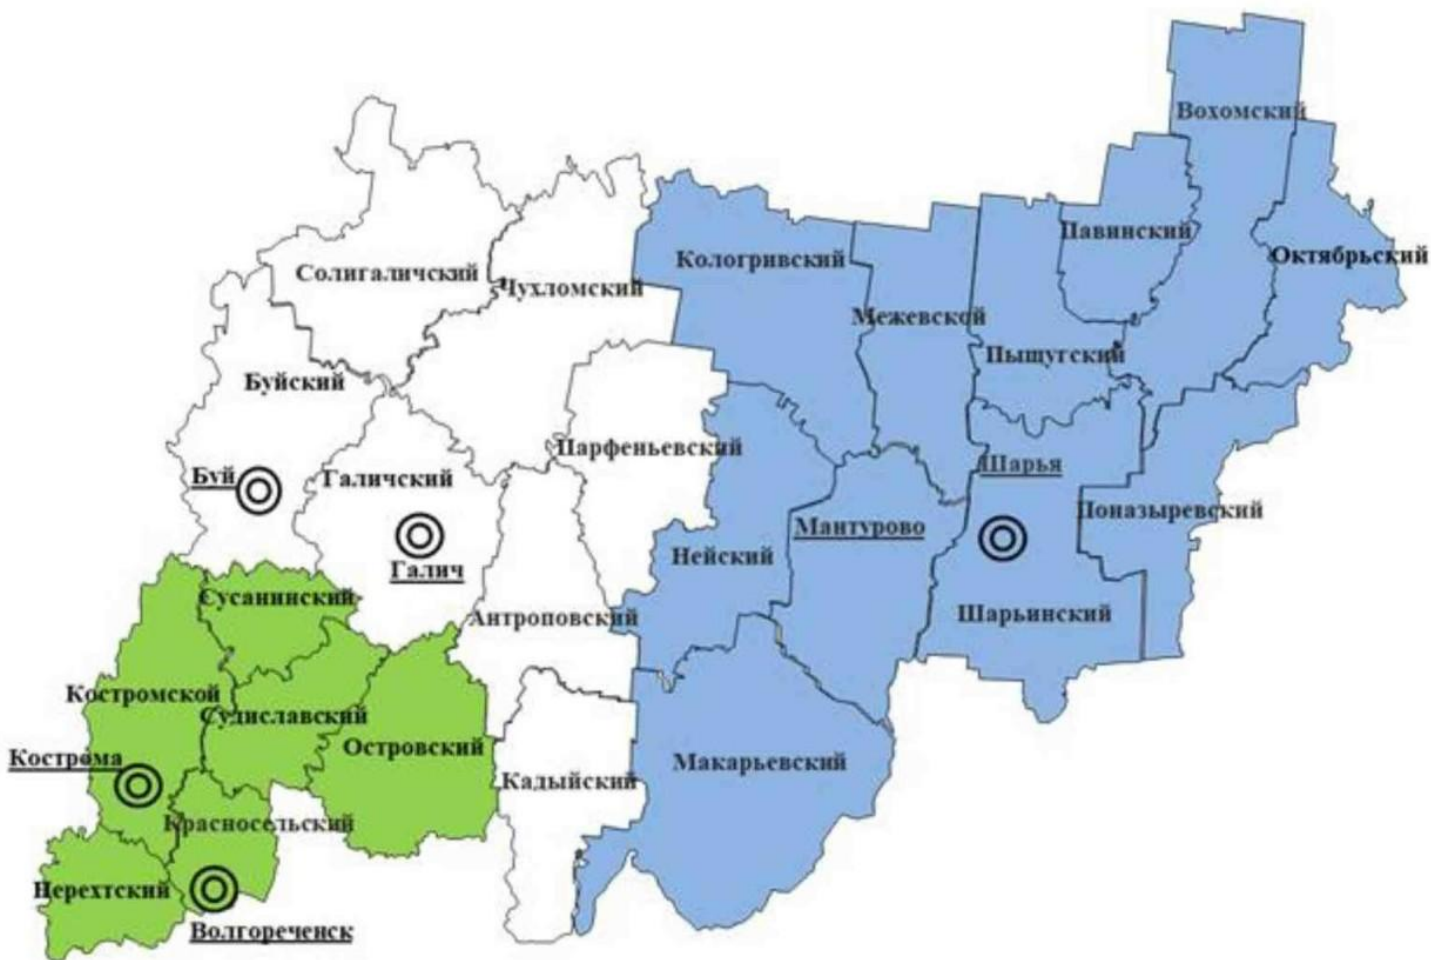 Вохомский
Павинский
Октябрьский
Кологривский
Солигаличский
Чухломский
Межевской
Пыщугский
Буйский
Парфеньевский
Шарья
Буй
Галичский
Поназыревский
Мантурово
Нейский
Галич
Сусанинский
Антроповский
Шарьинский
Костромской
Судиславский
Островский
Кострома
Макарьевский
Кадыйский
Красносельский
Нерехтский
Волгореченск